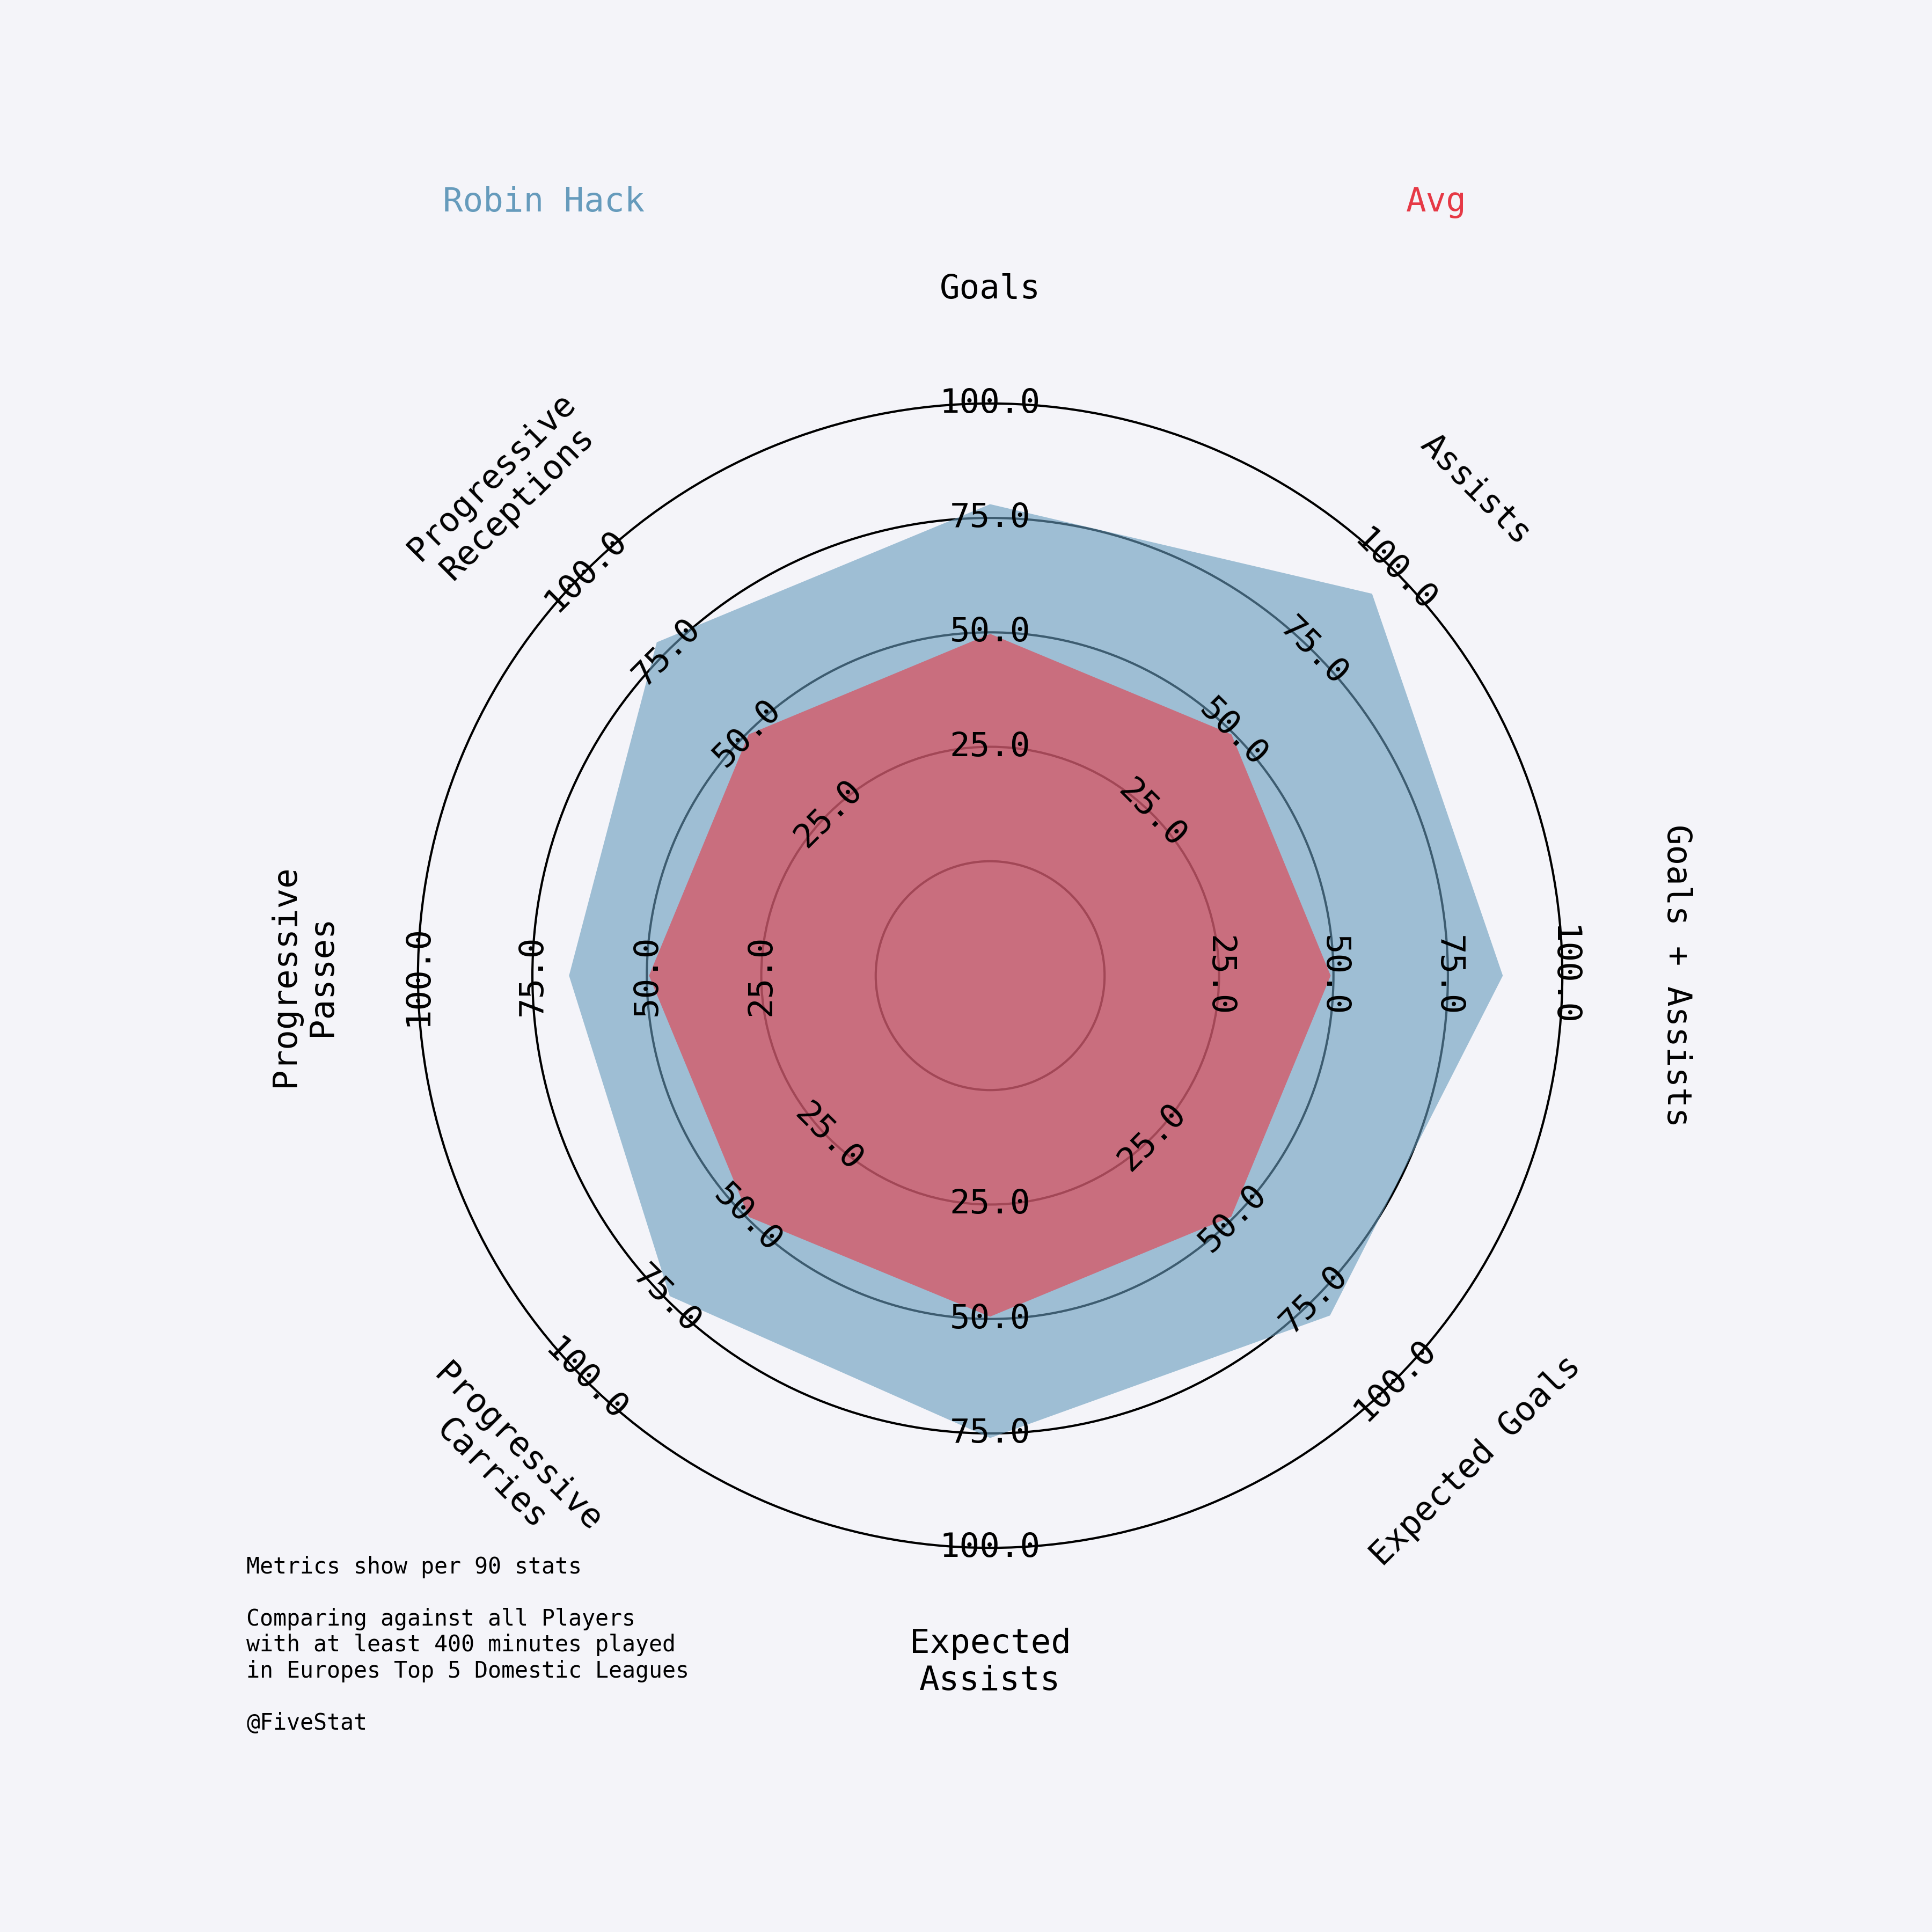 Robin Hack
Avg
Goals
Assists
Goals + Assists
Expected Goals
Expected
Assists
Progressive
Carries
Progressive
Passes
Progressive
Receptions
25.0
50.0
75.0
100.0
25.0
50.0
75.0
100.0
25.0
50.0
75.0
100.0
25.0
50.0
75.0
100.0
25.0
50.0
75.0
100.0
25.0
50.0
75.0
100.0
25.0
50.0
75.0
100.0
25.0
50.0
75.0
100.0
Metrics show per 90 stats
Comparing against all Players
with at least 400 minutes played
in Europes Top 5 Domestic Leagues
@FiveStat